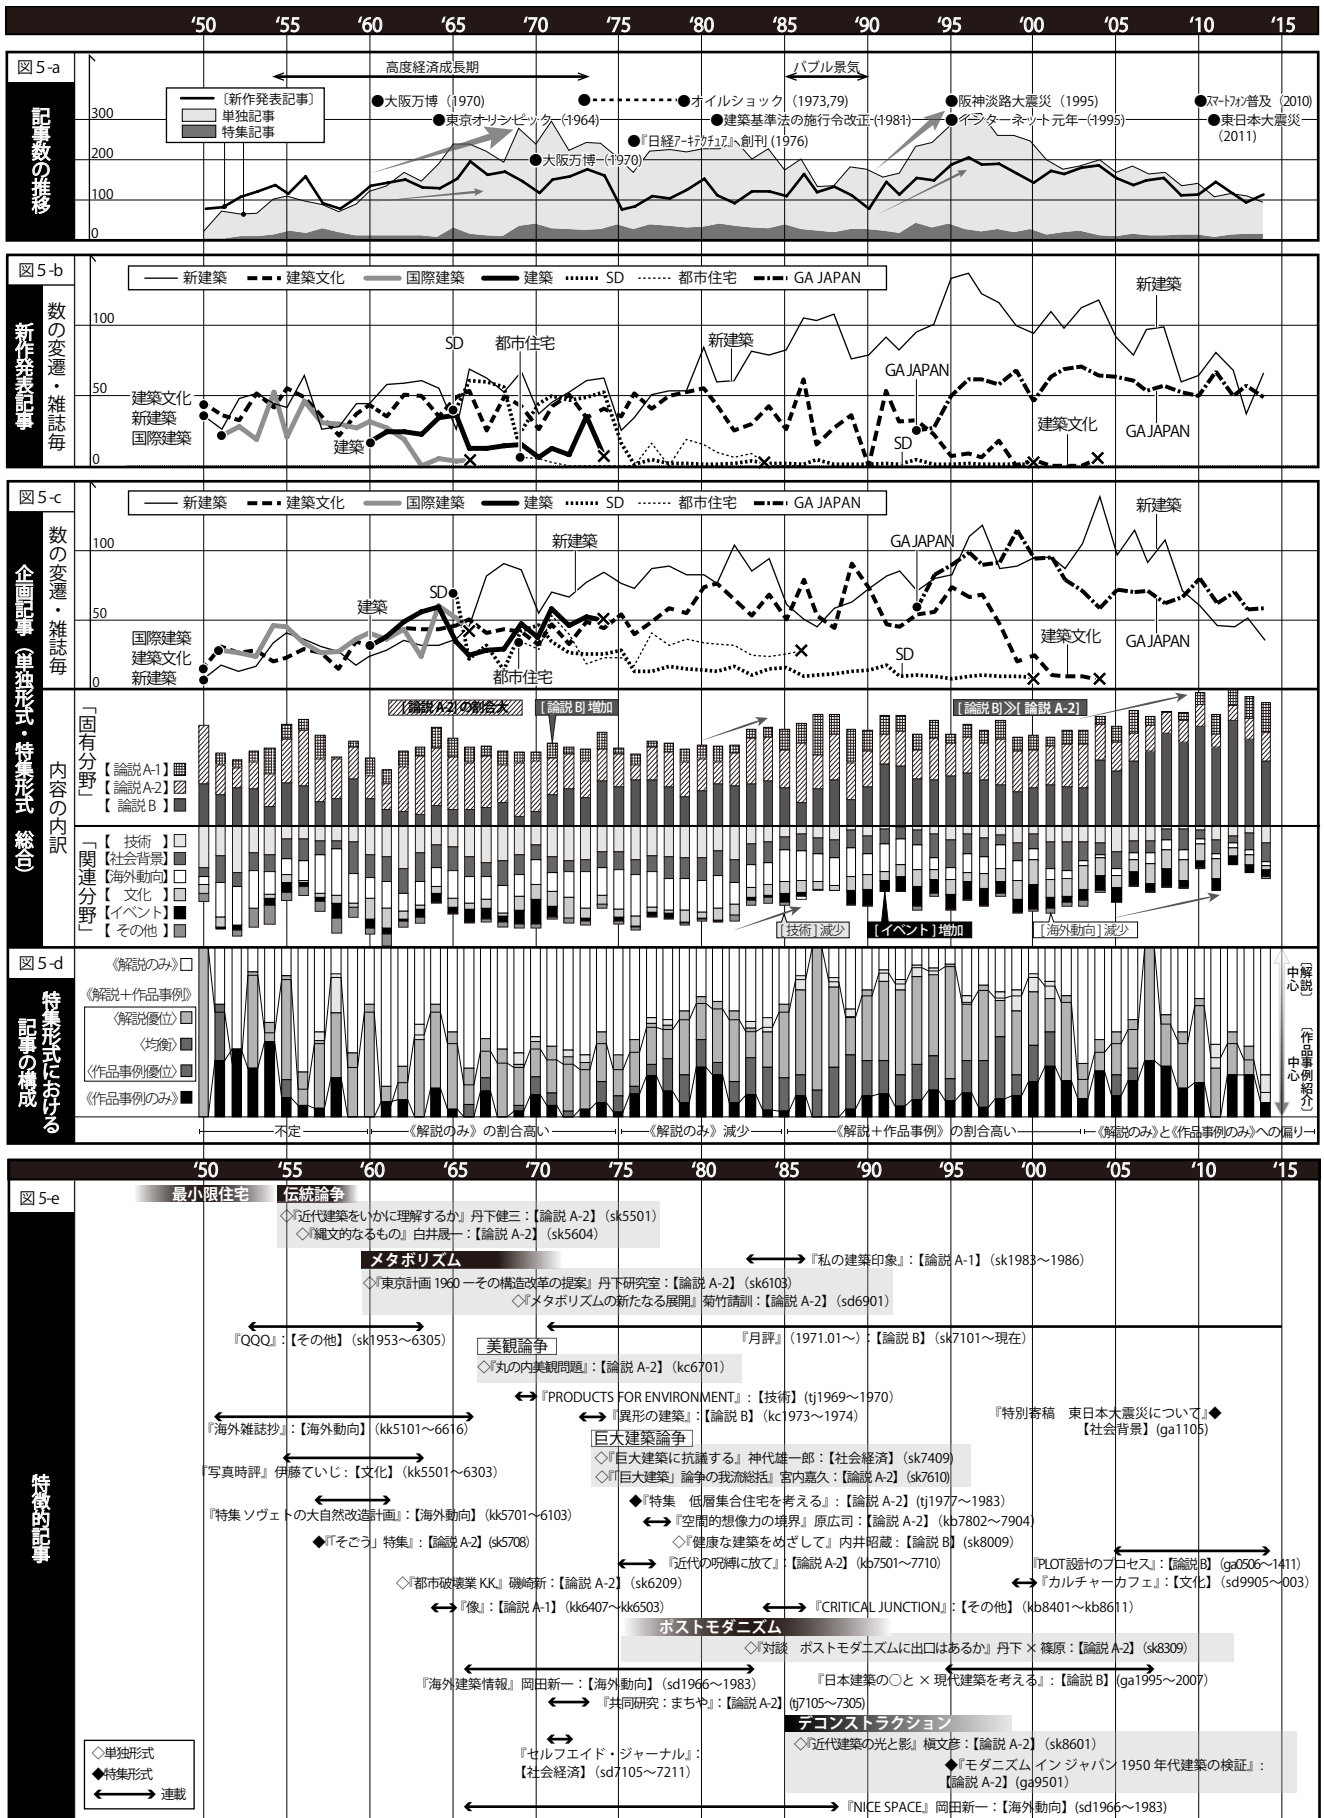 ‘50 ‘55 ‘60 ‘65 ‘70 ‘75 ‘80 ‘85 ‘90 ‘95 ‘00 ‘05 ‘10 ‘15
図5-a
記事数の推移
高度経済成長期
バブル景気
〔新作発表記事〕
単独記事
特集記事
300
200
100
0
大阪万博（1970）
オイルショック（1973,79）
阪神淡路大震災（1995）
スマートフォン普及（2010）
東京オリンピック（1964）
建築基準法の施行令改正（1981）
インターネット元年（1995）
東日本大震災
（2011）
『日経アーキテクチュア』へ創刊（1976）
大阪万博（1970）
図5-b
新作発表記事
数の変遷・雑誌毎
新建築 建築文化 国際建築 建築 SD 都市住宅 GA JAPAN
100
50
0
建築文化
新建築
国際建築
建築
SD
都市住宅
新建築
GA JAPAN
SD
建築文化
新建築
GA JAPAN
図5-c
企画記事（単独形式・特集形式 総合）
数の変遷・雑誌毎
新建築 建築文化 国際建築 建築 SD 都市住宅 GA JAPAN
100
50
0
国際建築
建築文化
新建築
建築
SD
都市住宅
新建築
GA JAPAN
SD
建築文化
新建築
GA JAPAN
内容の内訳
「固有分野」
【論説A-1】
【論説A-2】
【論説B】
[論説A-2]の割合大
[論説B]増加
[論説B]≫[論説A-2]
「関連分野」
【技術】
【社会背景】
【海外動向】
【文化】
【イベント】
【その他】
[技術]減少
[イベント]増加
[海外動向]減少
図5-d
特集形式における
記事の構成
《解説のみ》
《解説＋作品事例》
〈解説優位〉
〈均衡〉
〈作品事例優位〉
《作品事例のみ》
〔解説〕
中心
〔作品事例紹介〕
中心
不定
《解説のみ》の割合高い
《解説のみ》減少
《解説＋作品事例》の割合高い
《解説のみ》と《作品事例のみ》への偏り
‘50 ‘55 ‘60 ‘65 ‘70 ‘75 ‘80 ‘85 ‘90 ‘95 ‘00 ‘05 ‘10 ‘15
図5-e
特徴的記事
最小限住宅
伝統論争
◇『近代建築をいかに理解するか』丹下健三：【論説A-2】（sk5501）
◇『縄文的なるもの』白井晟一：【論説A-2】（sk5604）
メタボリズム
『私の建築印象』：【論説A-1】（sk1983〜1986）
◇『東京計画1960ーその構造改革の提案』丹下研究室：【論説A-2】（sk6103）
◇『メタボリズムの新たなる展開』菊竹請訓：【論説A-2】（sd6901）
『QQQ』：【その他】（sk1953〜6305）
『月評』（1971.01〜）：【論説B】（sk7101〜現在）
美観論争
◇『丸の内美観問題』：【論説A-2】（kc6701）
『PRODUCTS FOR ENVIRONMENT』：【技術】（tj1969〜1970）
『異形の建築』：【論説B】（kc1973〜1974）
『海外雑誌抄』：【海外動向】（kk5101〜6616）
『特別寄稿　東日本大震災について』◆
【社会背景】（ga1105）
巨大建築論争
◇『巨大建築に抗議する』神代雄一郎：【社会経済】（sk7409）
◇『「巨大建築」論争の我流総括』宮内嘉久：【論説A-2】（sk7610）
『写真時評』伊藤ていじ：【文化】（kk5501〜6303）
◆『特集　低層集合住宅を考える』：【論説A-2】（tj1977〜1983）
『特集 ソヴェトの大自然改造計画』：【海外動向】（kk5701〜6103）
『空間的想像力の境界』原広司：【論説A-2】（kb7802〜7904）
◆『「そごう」特集』：【論説A-2】（sk5708）
◇『健康な建築をめざして』内井昭蔵：【論説B】（sk8009）
『近代の呪縛に放て』：【論説A-2】（kb7501〜7710）
『PLOT設計のプロセス』：【論説B】（ga0506〜1411）
◇『都市破壊業K.K』磯崎新：【論説A-2】（sk6209）
『カルチャーカフェ』：【文化】（sd9905〜003）
『像』：【論説A-1】（kk6407〜kk6503）
『CRITICAL JUNCTION』：【その他】（kb8401〜kb8611）
ポストモダニズム
◇『対談　ポストモダニズムに出口はあるか』丹下×篠原：【論説A-2】（sk8309）
『海外建築情報』岡田新一：【海外動向】（sd1966〜1983）
『日本建築の○と×現代建築を考える』：【論説B】（ga1995〜2007）
『共同研究：まちや』：【論説A-2】（tj7105〜7305）
デコンストラクション
◇『近代建築の光と影』槇文彦：【論説A-2】（sk8601）
『セルフエイド・ジャーナル』：
【社会経済】（sd7105〜7211）
◆『モダニズム イン ジャパン1950年代建築の検証』：
【論説A-2】（ga9501）
◇単独形式
◆特集形式
連載
『NICE SPACE』岡田新一：【海外動向】（sd1966〜1983）